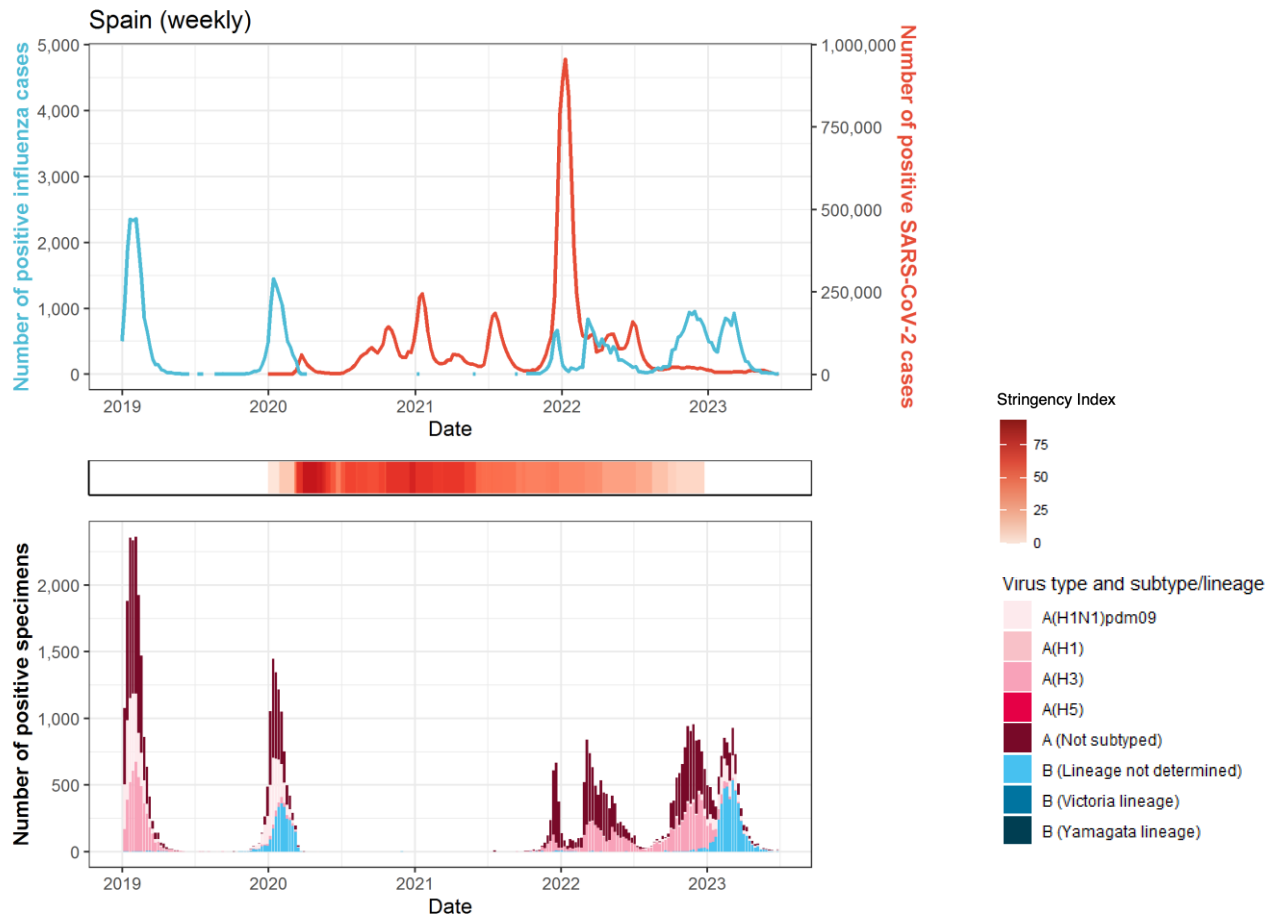 Spain (weekly)
Number of positive influenza cases
5,000
4,000
3,000
2,000
1,000
0
1,000,000
750,000
500,000
250,000
0
Number of positive SARS-CoV-2 cases
2019 2020 2021 2022 2023
Date
Stringency Index
75
50
25
0
Number of positive specimens
2,000
1,500
1,000
500
0
2019 2020 2021 2022 2023
Date
Virus type and subtype/lineage
A(H1N1)pdm09
A(H1)
A(H3)
A(H5)
A (Not subtyped)
B (Lineage not determined)
B (Victoria lineage)
B (Yamagata lineage)